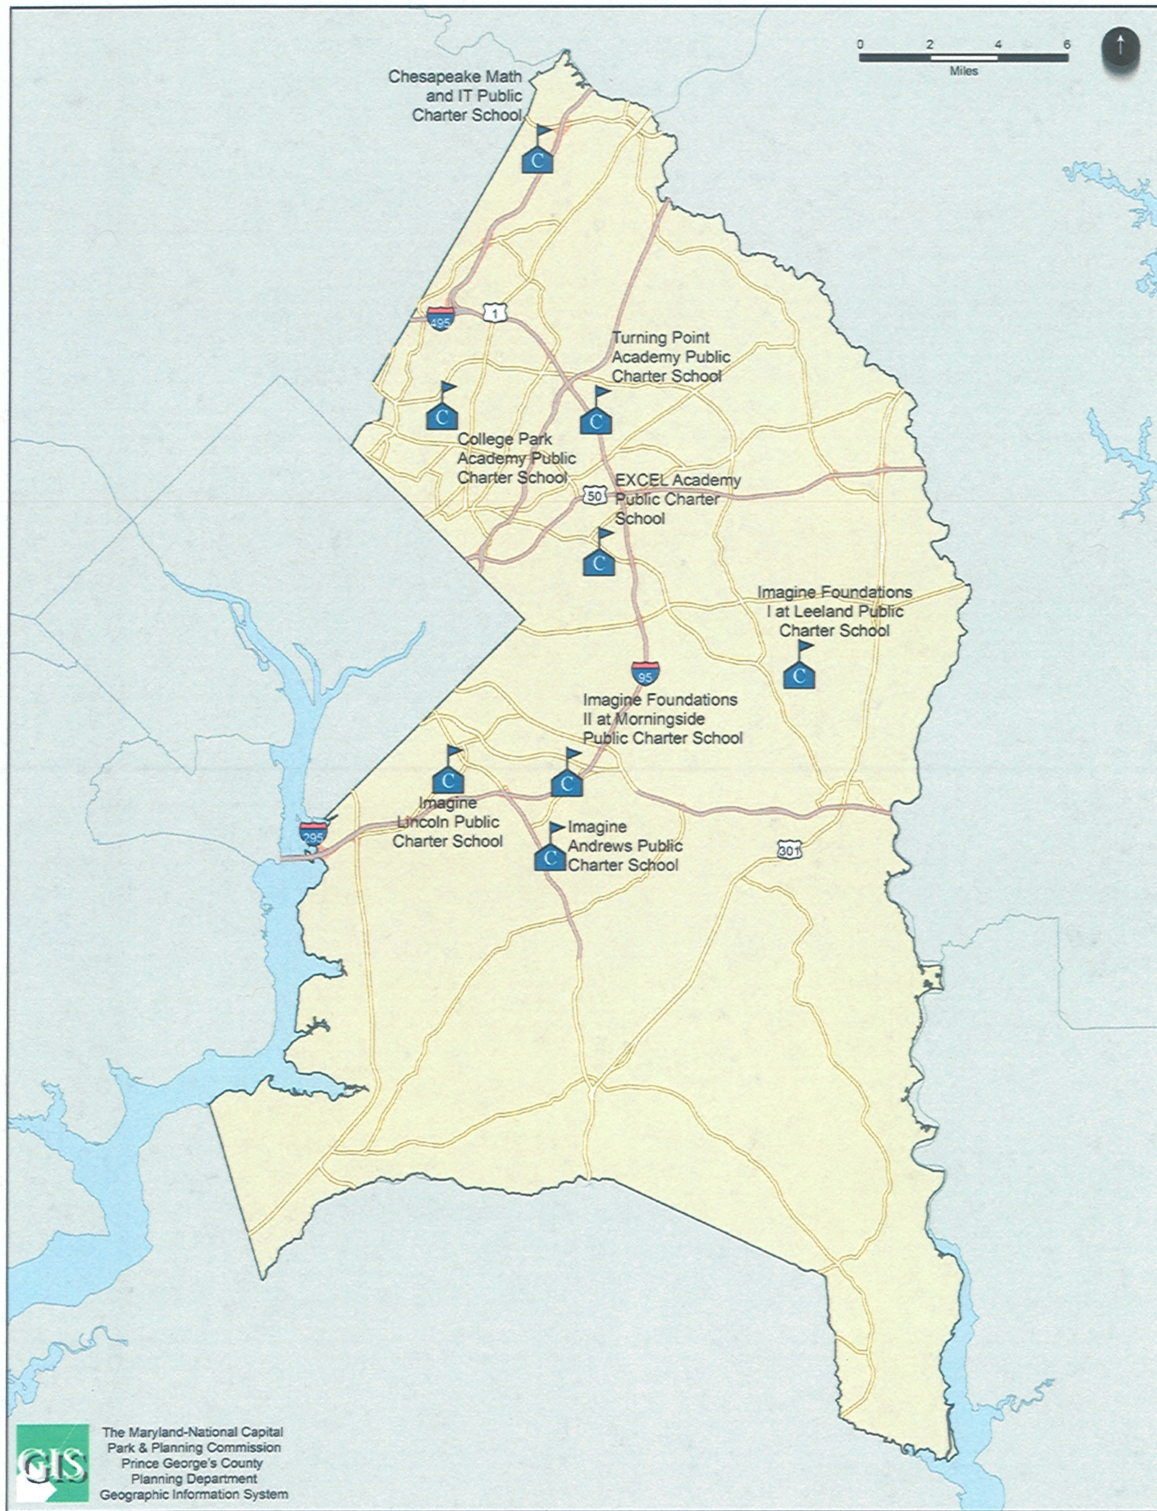 0 2 4 6
Miles
Chesapeake Math
and IT Public
Charter School
C
495
1
Turning Point
Academy Public
Charter School
C
C
College Park
Academy Public
Charter School
EXCEL Academy
Public Charter
School
50
C
Imagine Foundations
I at Leeland Public
Charter School
C
95
Imagine Foundations
II at Morningside
Public Charter School
C
C
Imagine
Lincoln Public
Charter School
295
Imagine
Andrews Public
Charter School
C
301
GIS
The Maryland-National Capital
Park & Planning Commission
Prince George's County
Planning Department
Geographic Information System